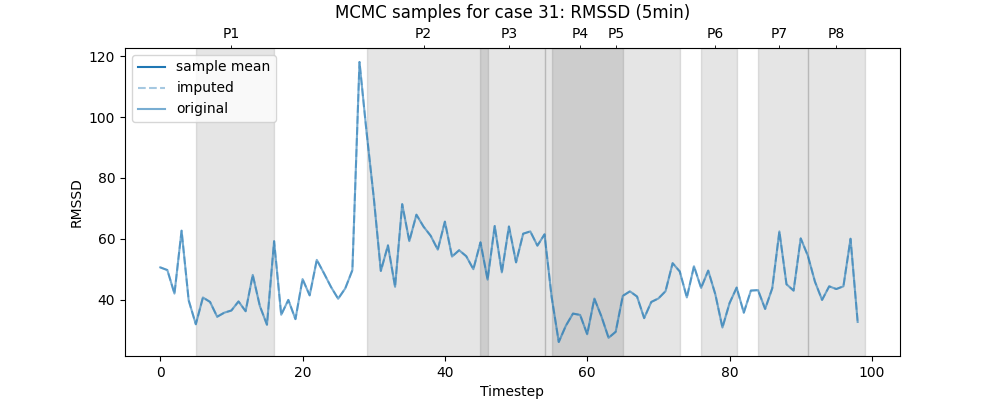 MCMC samples for case 31: RMSSD (5min)
P1 P2 P3 P4 P5 P6 P7 P8
sample mean
imputed
original
120
100
80
60
40
RMSSD
0 20 40 60 80 100
Timestep